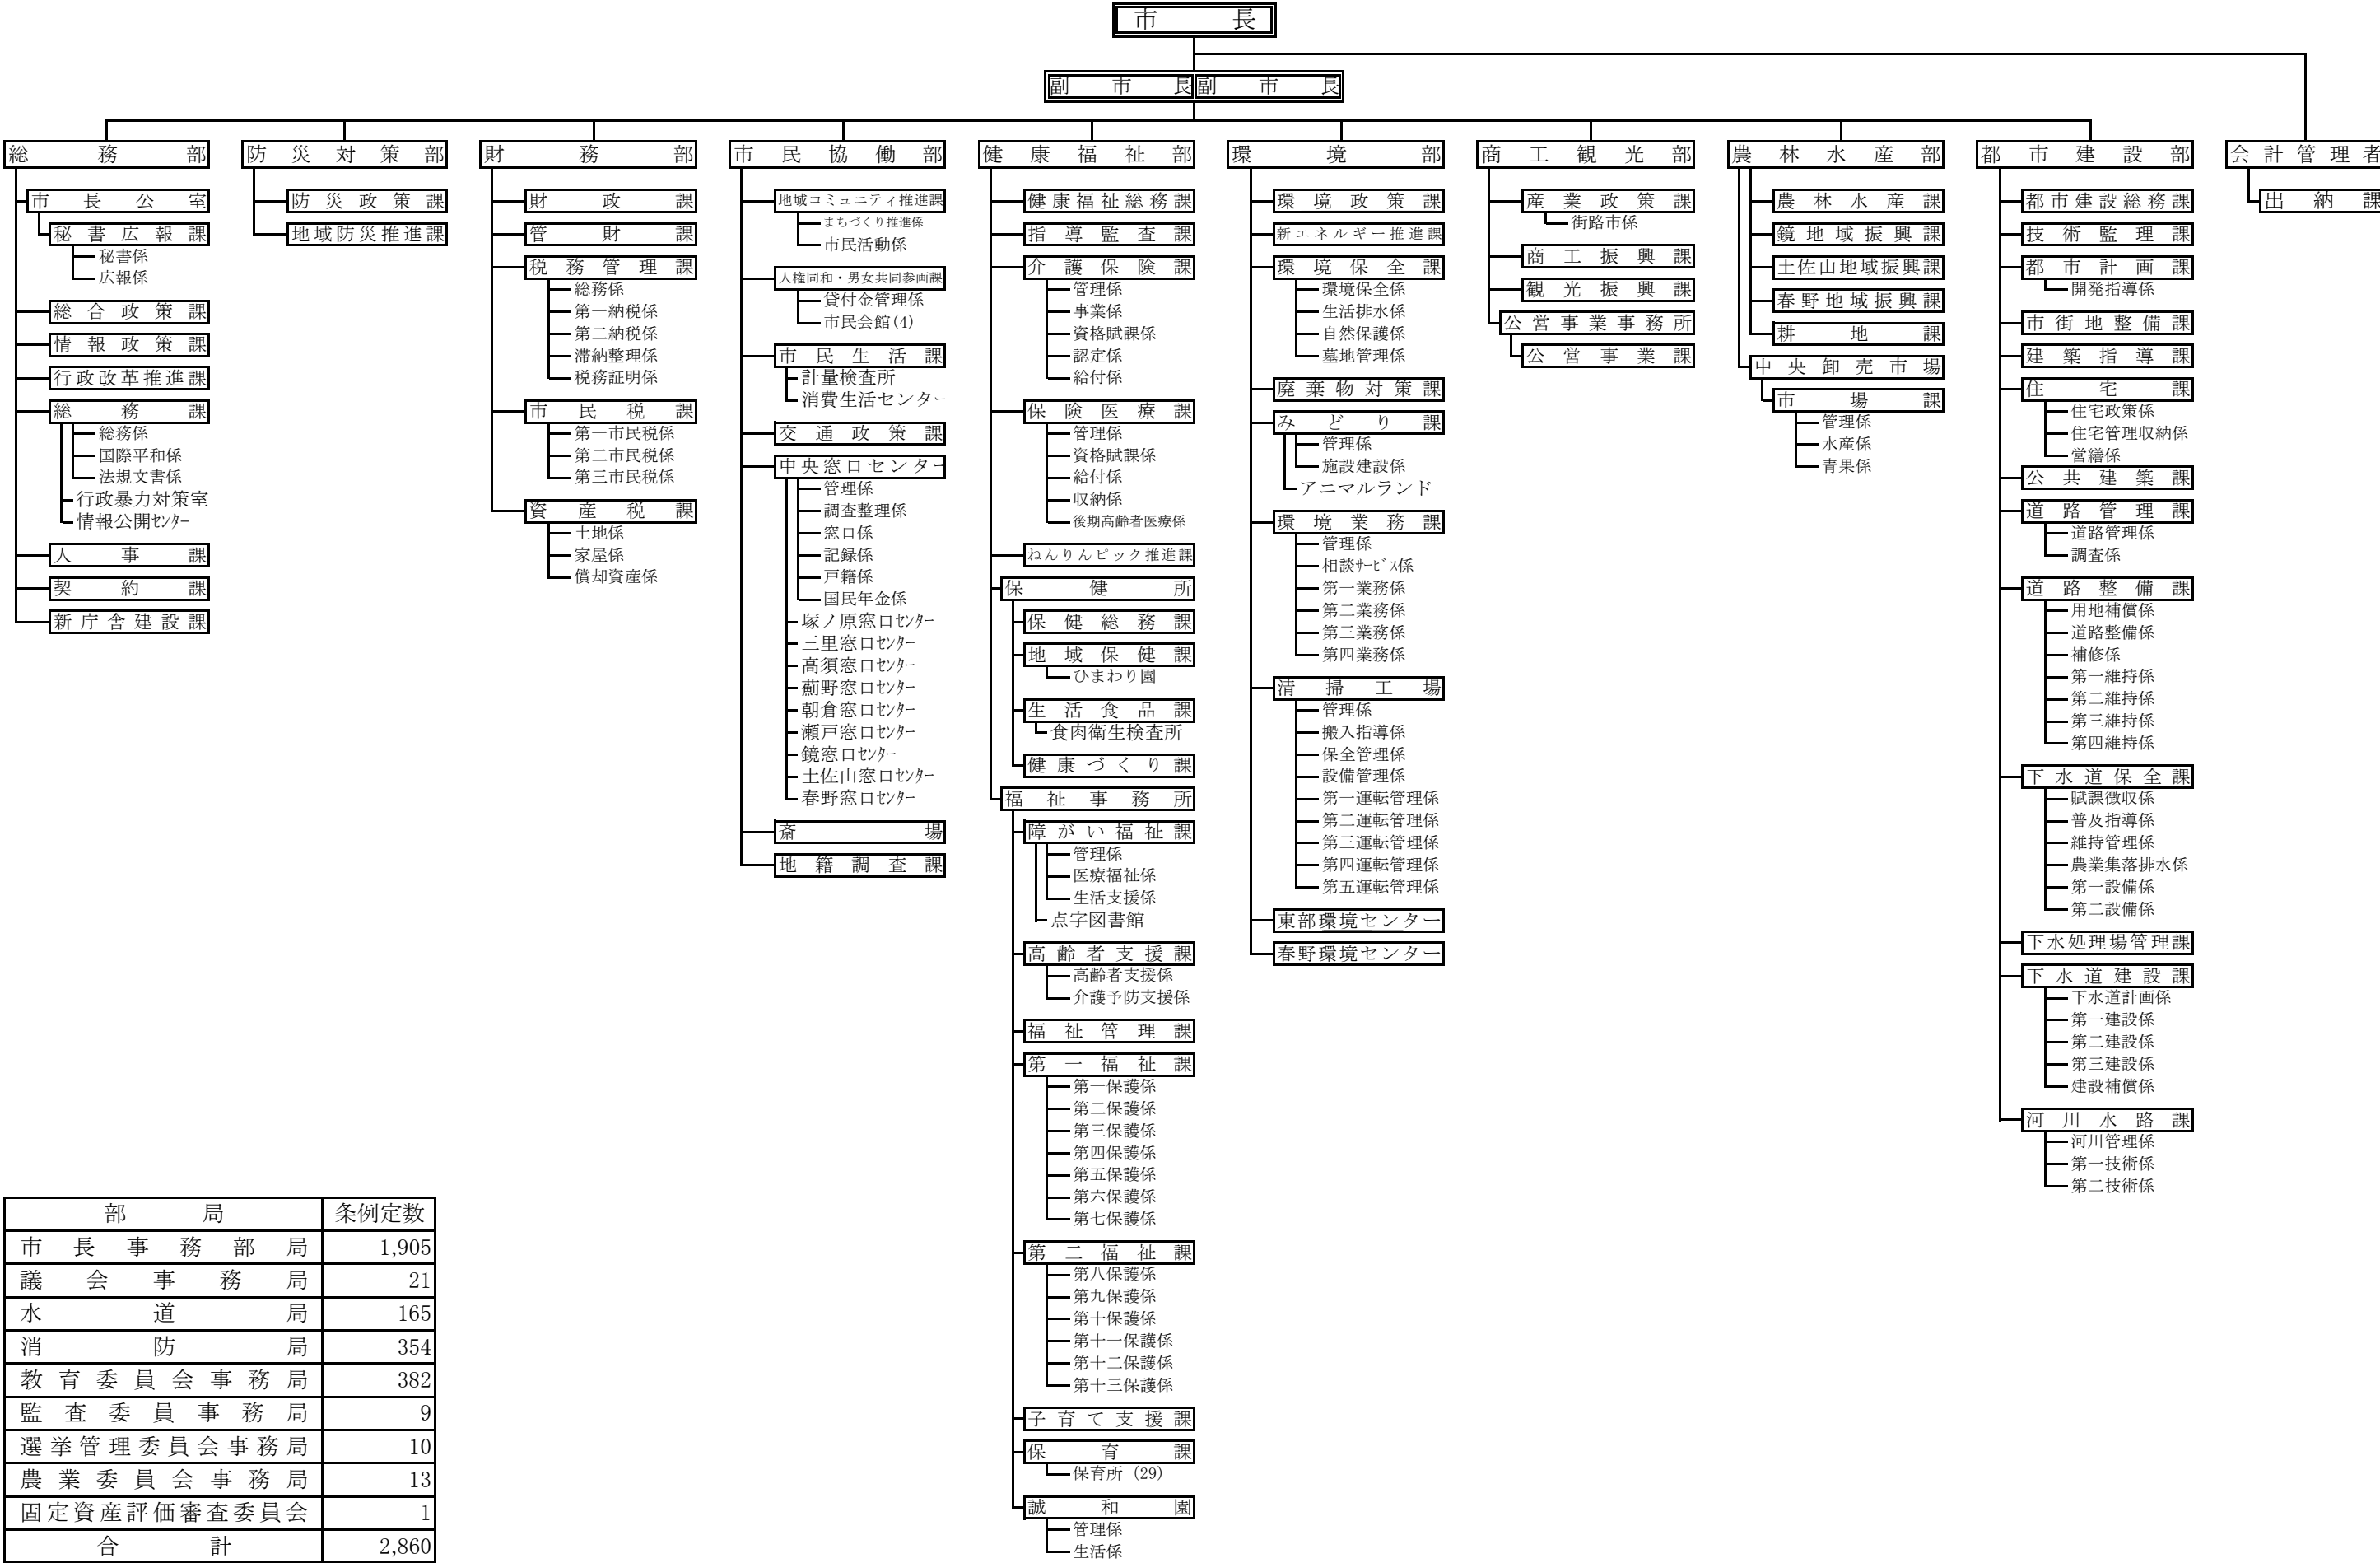 市長
副市長 副市長
総務部
市長公室
秘書広報課
秘書係
広報係
総合政策課
情報政策課
行政改革推進課
総務課
総務係
国際平和係
法規文書係
行政暴力対策室
情報公開ｾﾝﾀｰ
人事課
契約課
新庁舎建設課
防災対策部
防災政策課
地域防災推進課
財務部
財政課
管財課
税務管理課
総務係
第一納税係
第二納税係
滞納整理係
税務証明係
市民税課
第一市民税係
第二市民税係
第三市民税係
資産税課
土地係
家屋係
償却資産係
市民協働部
地域コミュニティ推進課
まちづくり推進係
市民活動係
人権同和・男女共同参画課
貸付金管理係
市民会館(4)
市民生活課
計量検査所
消費生活センター
交通政策課
中央窓口センター
管理係
調査整理係
窓口係
記録係
戸籍係
国民年金係
塚ノ原窓口ｾﾝﾀｰ
三里窓口ｾﾝﾀｰ
高須窓口ｾﾝﾀｰ
薊野窓口ｾﾝﾀｰ
朝倉窓口ｾﾝﾀｰ
瀬戸窓口ｾﾝﾀｰ
鏡窓口ｾﾝﾀｰ
土佐山窓口ｾﾝﾀｰ
春野窓口ｾﾝﾀｰ
斎場
地籍調査課
健康福祉部
健康福祉総務課
指導監査課
介護保険課
管理係
事業係
資格賦課係
認定係
給付係
保険医療課
管理係
資格賦課係
給付係
収納係
後期高齢者医療係
ねんりんピック推進課
保健所
保健総務課
地域保健課
ひまわり園
生活食品課
食肉衛生検査所
健康づくり課
福祉事務所
障がい福祉課
管理係
医療福祉係
生活支援係
点字図書館
高齢者支援課
高齢者支援係
介護予防支援係
福祉管理課
第一福祉課
第一保護係
第二保護係
第三保護係
第四保護係
第五保護係
第六保護係
第七保護係
第二福祉課
第八保護係
第九保護係
第十保護係
第十一保護係
第十二保護係
第十三保護係
子育て支援課
保育課
保育所（29）
誠和園
管理係
生活係
環境部
環境政策課
新エネルギー推進課
環境保全課
環境保全係
生活排水係
自然保護係
墓地管理係
廃棄物対策課
みどり課
管理係
施設建設係
アニマルランド
環境業務課
管理係
相談ｻｰﾋﾞｽ係
第一業務係
第二業務係
第三業務係
第四業務係
清掃工場
管理係
搬入指導係
保全管理係
設備管理係
第一運転管理係
第二運転管理係
第三運転管理係
第四運転管理係
第五運転管理係
東部環境センター
春野環境センター
商工観光部
産業政策課
街路市係
商工振興課
観光振興課
公営事業事務所
公営事業課
農林水産部
農林水産課
鏡地域振興課
土佐山地域振興課
春野地域振興課
耕地課
中央卸売市場
市場課
管理係
水産係
青果係
都市建設部
都市建設総務課
技術監理課
都市計画課
開発指導係
市街地整備課
建築指導課
住宅課
住宅政策係
住宅管理収納係
営繕係
公共建築課
道路管理課
道路管理係
調査係
道路整備課
用地補償係
道路整備係
補修係
第一維持係
第二維持係
第三維持係
第四維持係
下水道保全課
賦課徴収係
普及指導係
維持管理係
農業集落排水係
第一設備係
第二設備係
下水処理場管理課
下水道建設課
下水道計画係
第一建設係
第二建設係
第三建設係
建設補償係
河川水路課
河川管理係
第一技術係
第二技術係
会計管理者
出納課
部局 条例定数
市長事務部局 1,905
議会事務局 21
水道局 165
消防局 354
教育委員会事務局 382
監査委員事務局 9
選挙管理委員会事務局 10
農業委員会事務局 13
固定資産評価審査委員会 1
合計 2,860